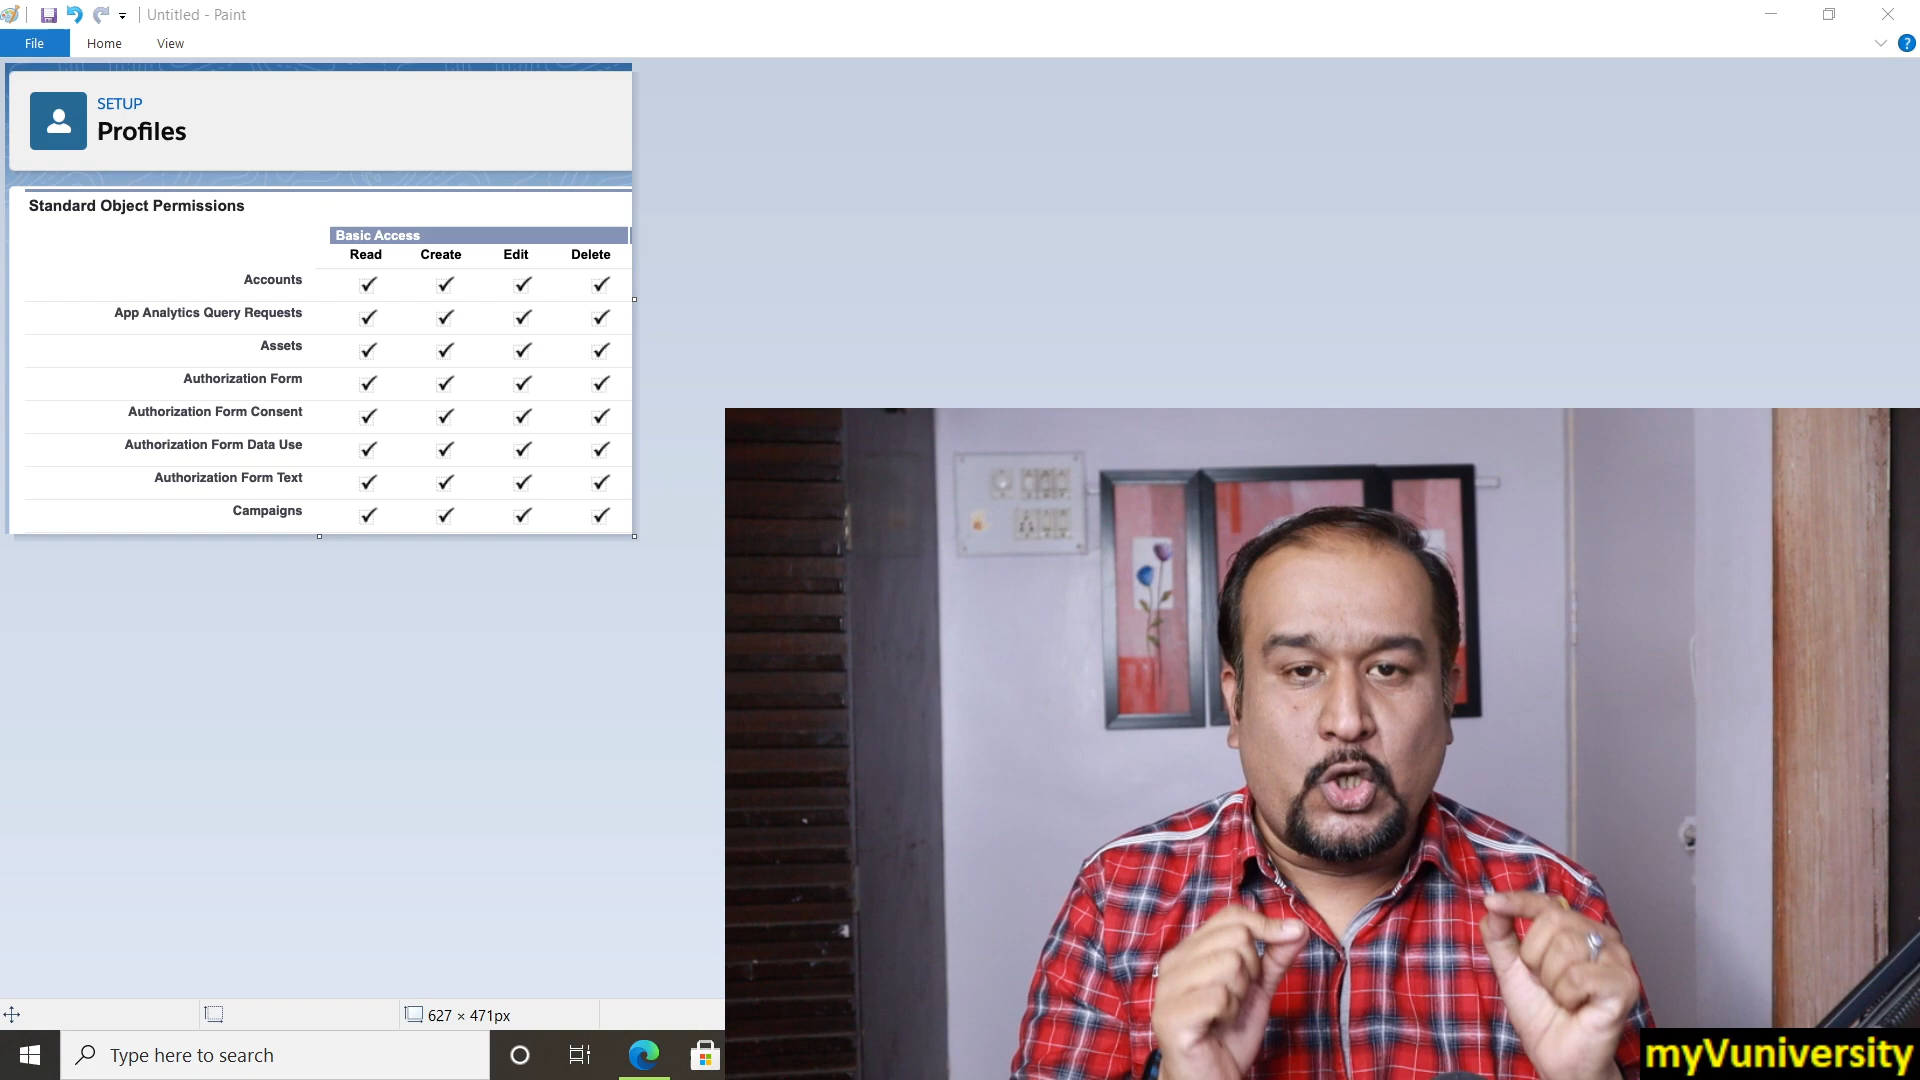 Untitled - Paint
File Home View
SETUP
Profiles
Standard Object Permissions
Basic Access
Read Create Edit Delete
Accounts
App Analytics Query Requests
Assets
Authorization Form
Authorization Form Consent
Authorization Form Data Use
Authorization Form Text
Campaigns
627 × 471px
Type here to search
myVuniversity